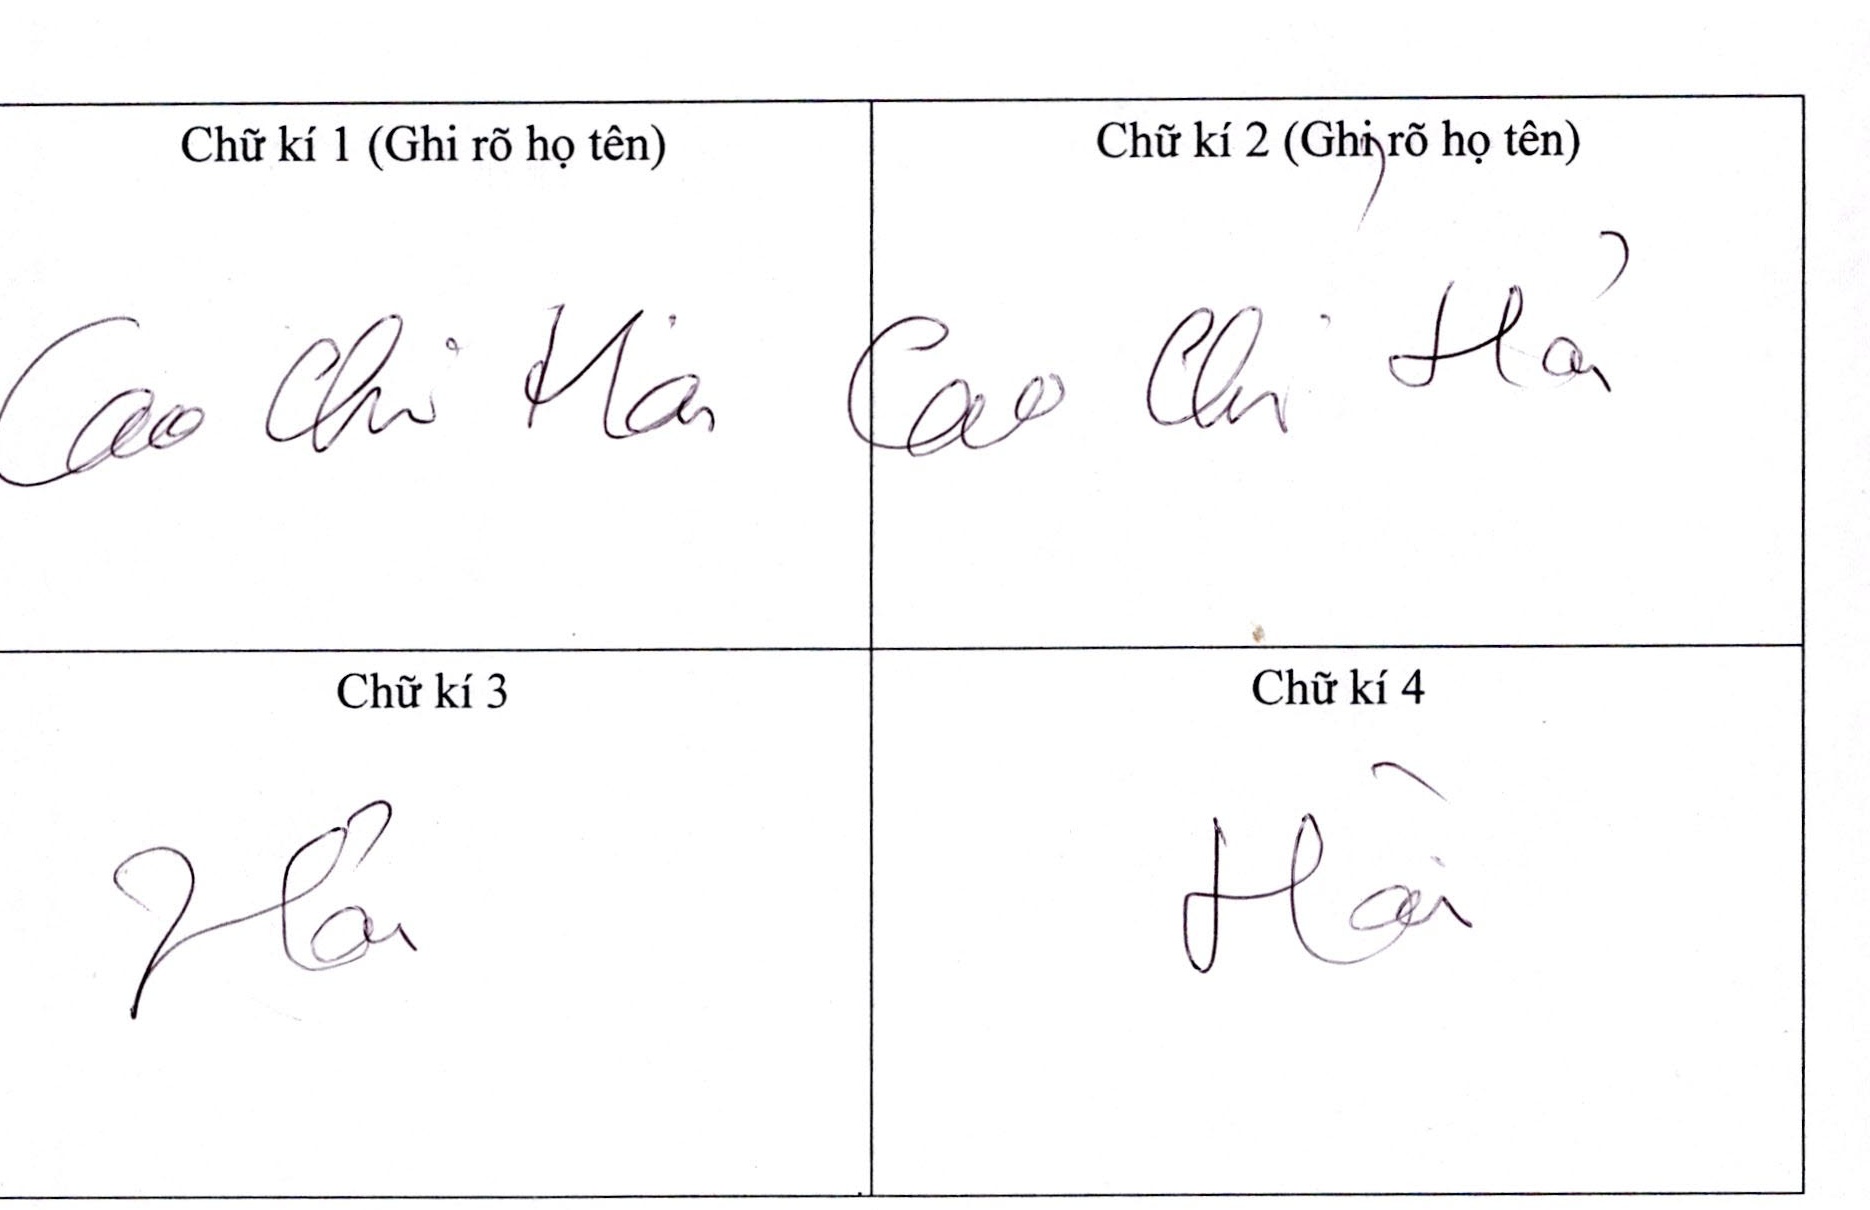 Chữ kí 1 (Ghi rõ họ tên)
Chữ kí 2 (Ghi rõ họ tên)
Cao Chi Hải
Cao Chi Hải
Chữ kí 3
Chữ kí 4
Hải
Hải